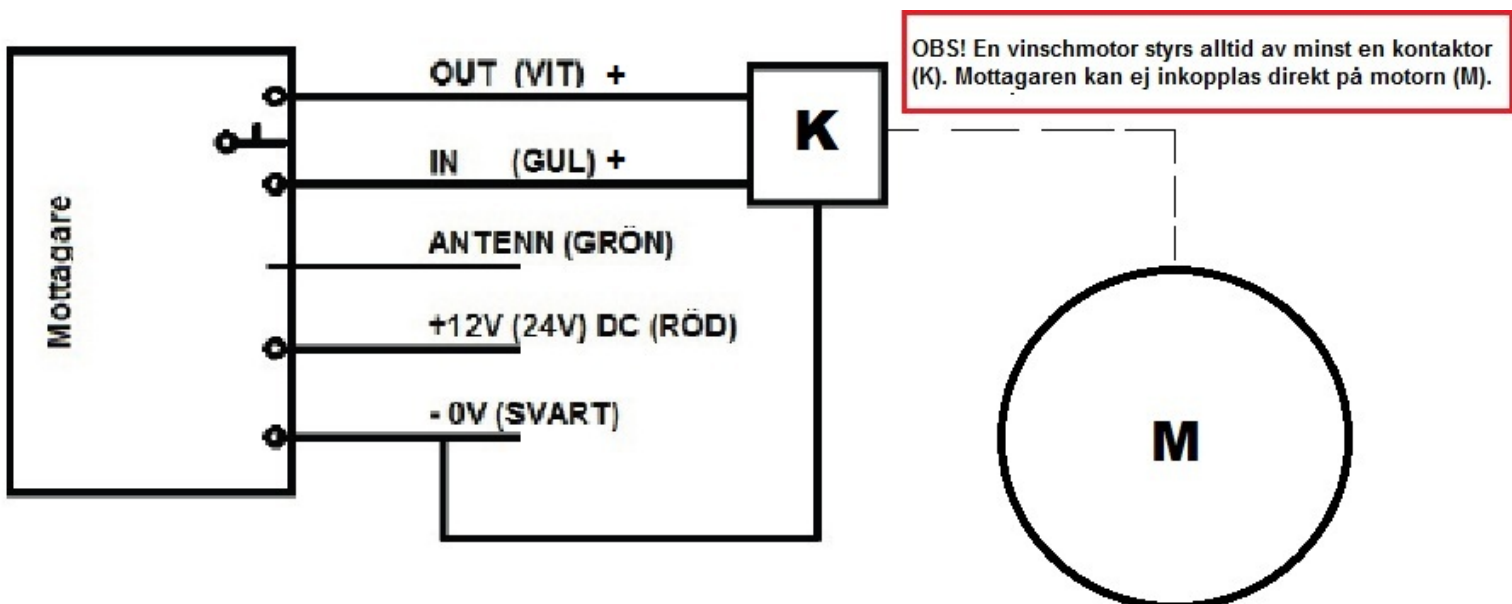 OBS! En vinschmotor styrs alltid av minst en kontaktor
(K). Mottagaren kan ej inkopplas direkt på motorn (M).
OUT (VIT) +
K
IN (GUL) +
Mottagare
ANTENN (GRÖN)
+12V (24V) DC (RÖD)
- 0V (SVART)
M